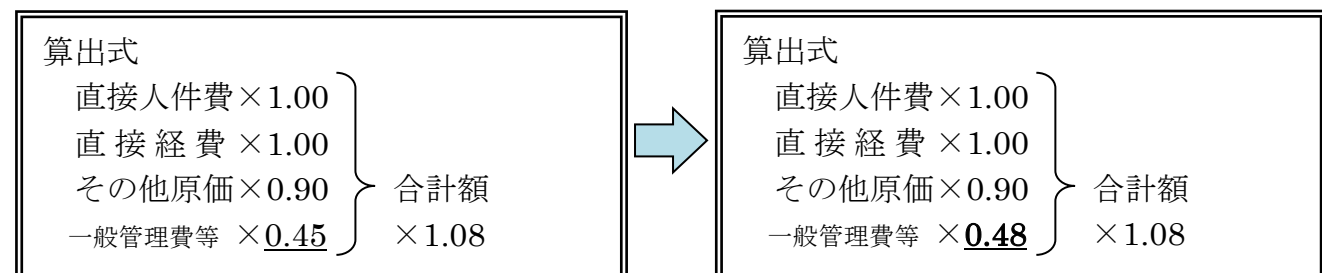 算出式
直接人件費×1.00
直接経費×1.00
その他原価×0.90 合計額
一般管理費等 ×0.45 ×1.08
算出式
直接人件費×1.00
直接経費×1.00
その他原価×0.90 合計額
一般管理費等 ×0.48 ×1.08